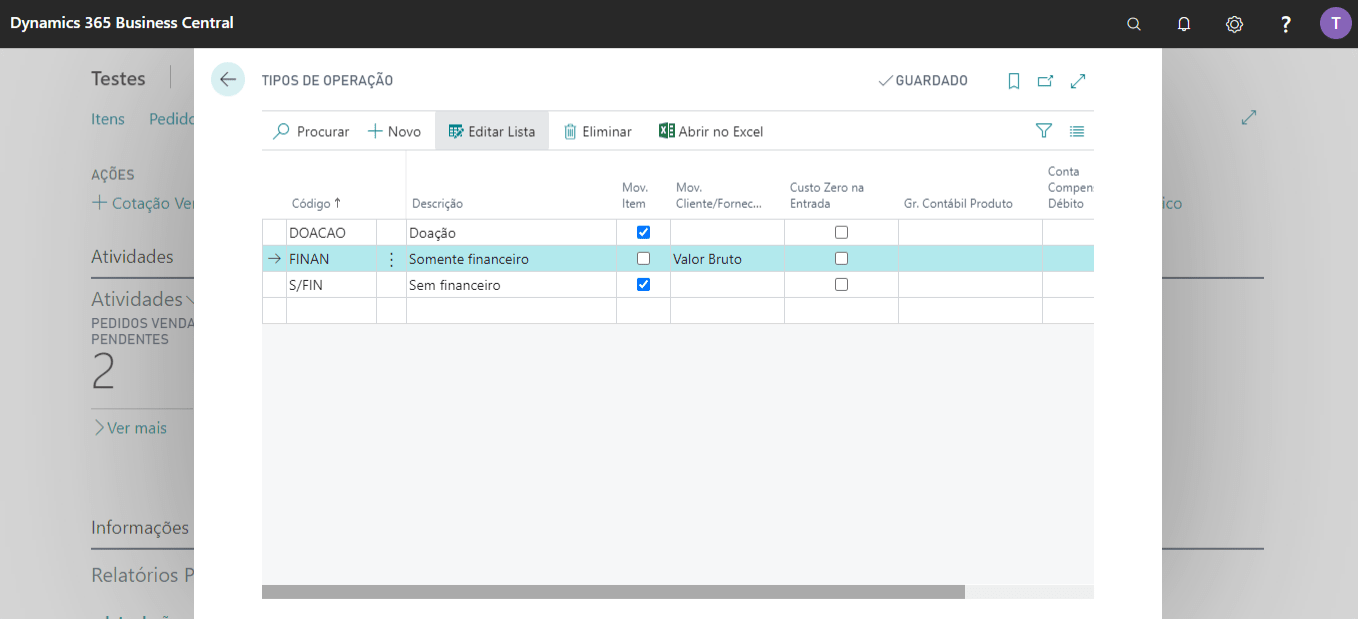 Dynamics 365 Business Central
T
Testes
Itens Pedido
AÇÕES
Cotação Ve
ico
Atividades
Atividades
PEDIDOS VENDA
PENDENTES
2
Ver mais
Informações
Relatórios P
TIPOS DE OPERAÇÃO
GUARDADO
Procurar Novo Editar Lista Eliminar Abrir no Excel
Código ↑ Descrição Mov. Item Mov. Cliente/Fornec... Custo Zero na Entrada Gr. Contábil Produto Conta Compen Débito
DOACAO Doação
FINAN Somente financeiro Valor Bruto
S/FIN Sem financeiro